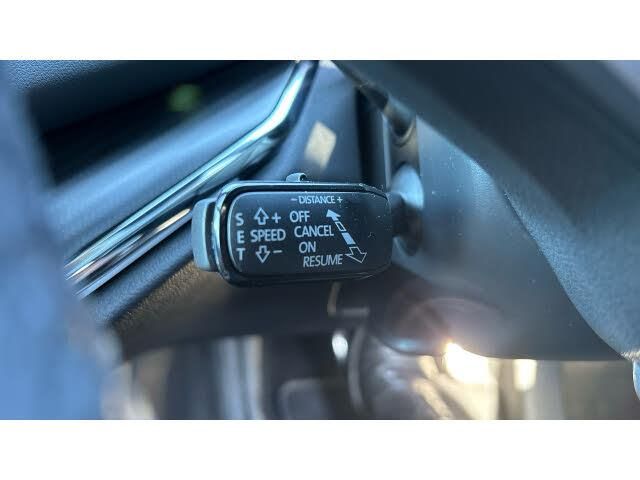 − DISTANCE +
S + OFF
E SPEED CANCEL
ON
T − RESUME